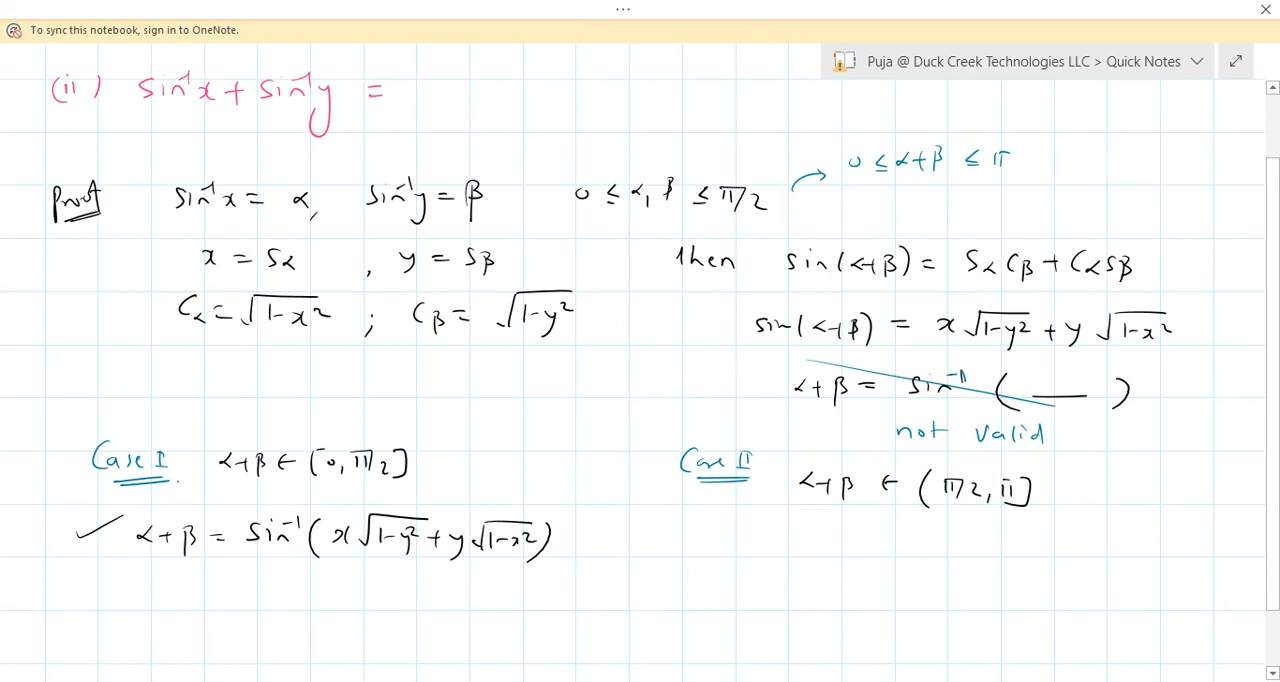 ...
To sync this notebook, sign in to OneNote.
Puja @ Duck Creek Technologies LLC > Quick Notes
(ii) sin⁻¹x + sin⁻¹y =
0 ≤ α+β ≤ π
Proof sin⁻¹x = α, sin⁻¹y = β 0 ≤ α, β ≤ π/2
x = Sα , y = Sβ
Cα = √(1-x²) ; Cβ = √(1-y²)
then sin(α+β) = Sα Cβ + Cα Sβ
sin(α+β) = x √(1-y²) + y √(1-x²)
α+β = sin⁻¹ ( ___ )
not valid
Case I α+β ∈ [0, π/2]
α+β = sin⁻¹( x √(1-y²) + y √(1-x²) )
Case II α+β ∈ (π/2, π]